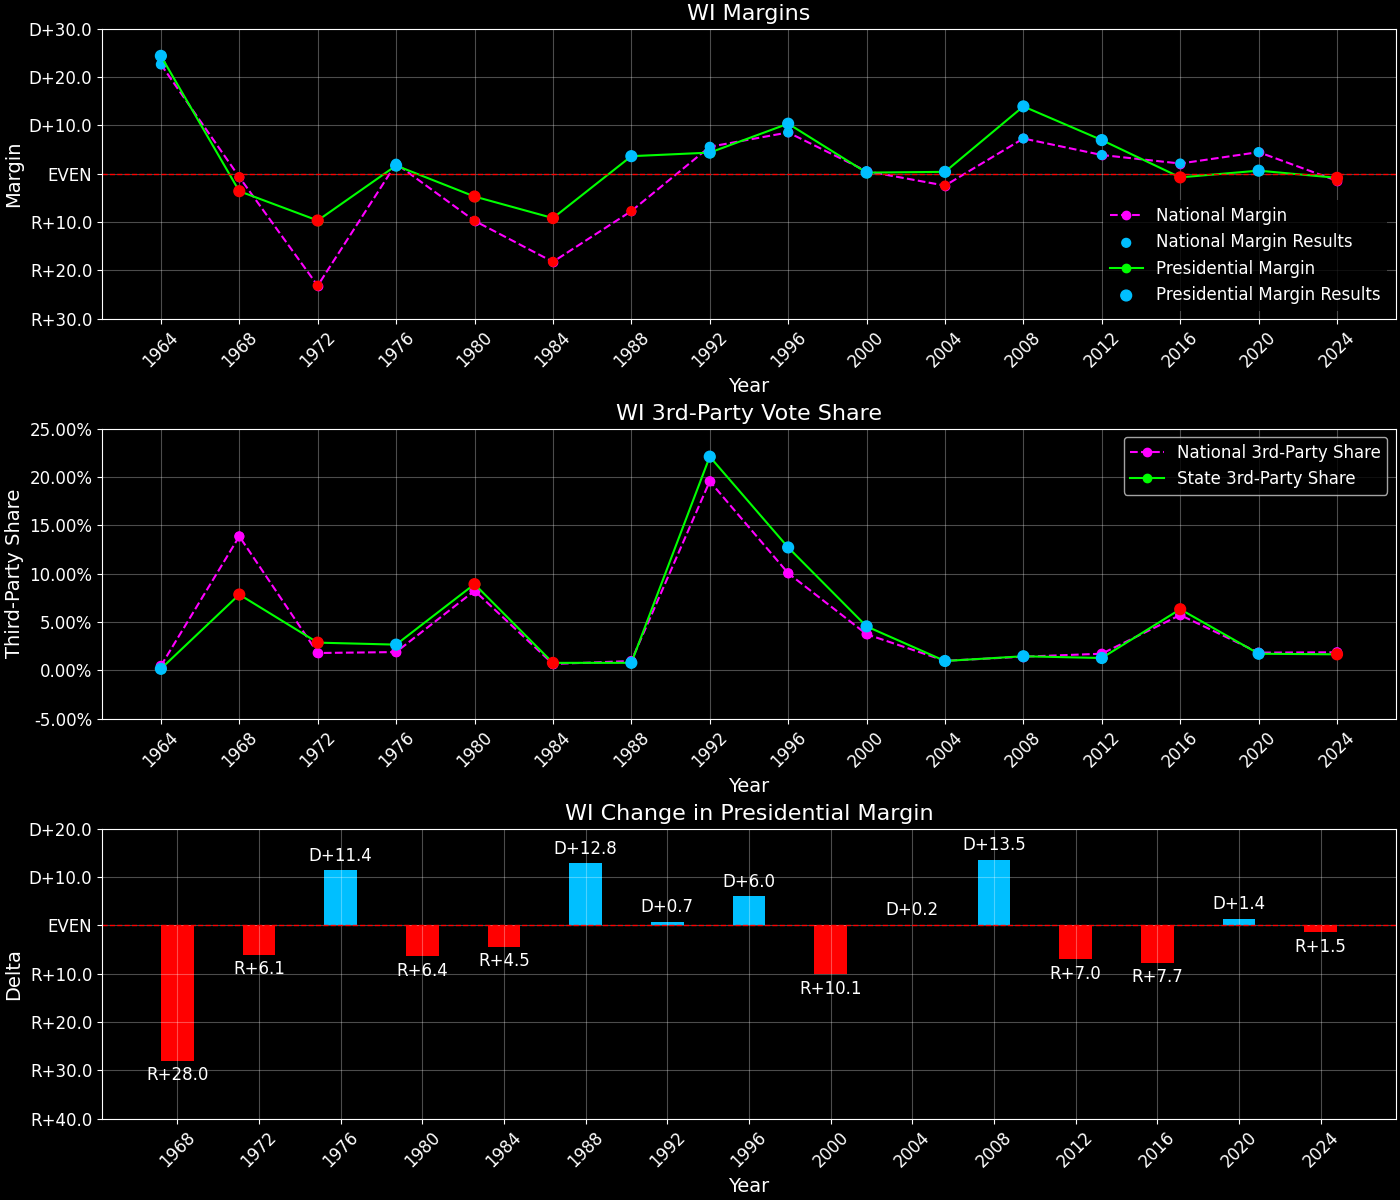 WI Margins
D+30.0
D+20.0
D+10.0
EVEN
R+10.0
R+20.0
R+30.0
Margin
National Margin
National Margin Results
Presidential Margin
Presidential Margin Results
1964 1968 1972 1976 1980 1984 1988 1992 1996 2000 2004 2008 2012 2016 2020 2024
Year
WI 3rd-Party Vote Share
25.00%
20.00%
15.00%
10.00%
5.00%
0.00%
-5.00%
Third-Party Share
National 3rd-Party Share
State 3rd-Party Share
1964 1968 1972 1976 1980 1984 1988 1992 1996 2000 2004 2008 2012 2016 2020 2024
Year
WI Change in Presidential Margin
D+20.0
D+10.0
EVEN
R+10.0
R+20.0
R+30.0
R+40.0
Delta
R+28.0
R+6.1
D+11.4
R+6.4
R+4.5
D+12.8
D+0.7
D+6.0
R+10.1
D+0.2
D+13.5
R+7.0
R+7.7
D+1.4
R+1.5
1968 1972 1976 1980 1984 1988 1992 1996 2000 2004 2008 2012 2016 2020 2024
Year